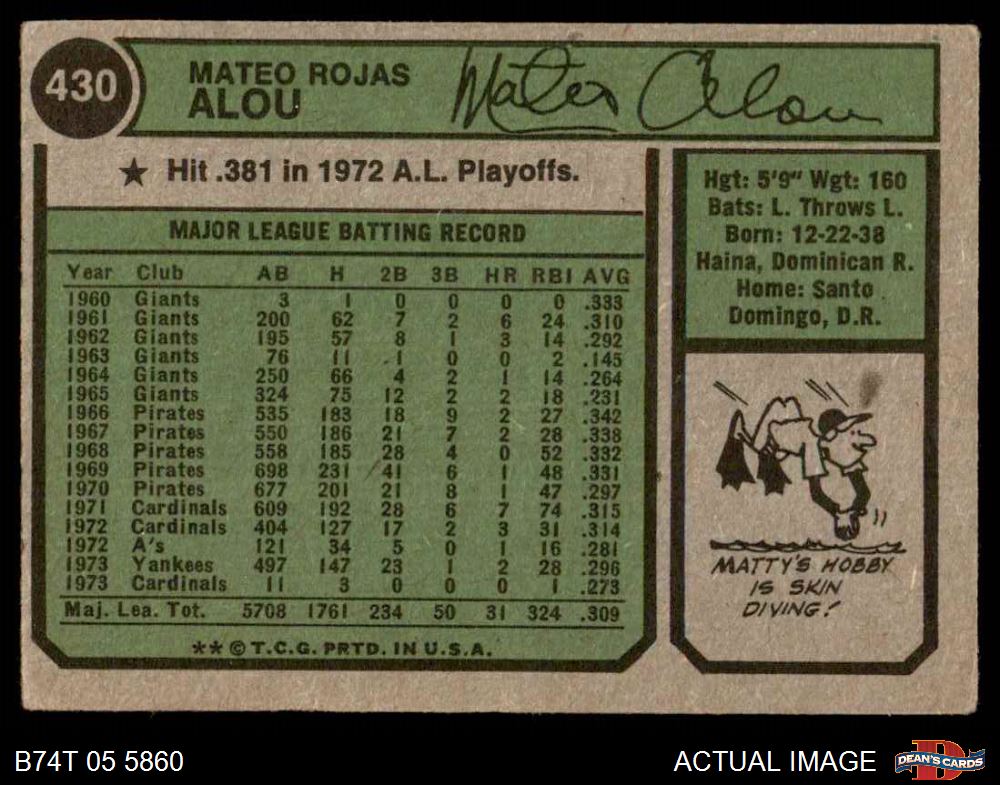 430
MATEO ROJAS
ALOU
Mateo Alou
★ Hit .381 in 1972 A.L. Playoffs.
MAJOR LEAGUE BATTING RECORD
Year Club AB H 2B 3B HR RBI AVG
1960 Giants 3 1 0 0 0 0 .333
1961 Giants 200 62 7 2 6 24 .310
1962 Giants 195 57 8 1 3 14 .292
1963 Giants 76 11 1 0 0 2 .145
1964 Giants 250 66 4 2 1 14 .264
1965 Giants 324 75 12 2 2 18 .231
1966 Pirates 535 183 18 9 2 27 .342
1967 Pirates 550 186 21 7 2 28 .338
1968 Pirates 558 185 28 4 0 52 .332
1969 Pirates 698 231 41 6 1 48 .331
1970 Pirates 677 201 21 8 1 47 .297
1971 Cardinals 609 192 28 6 7 74 .315
1972 Cardinals 404 127 17 2 3 31 .314
1972 A's 121 34 5 0 1 16 .281
1973 Yankees 497 147 23 1 2 28 .296
1973 Cardinals 11 3 0 0 0 1 .273
Maj. Lea. Tot. 5708 1761 234 50 31 324 .309
** © T.C.G. PRTD. IN U.S.A.
Hgt: 5'9" Wgt: 160
Bats: L. Throws L.
Born: 12-22-38
Haina, Dominican R.
Home: Santo
Domingo, D.R.
MATTY'S HOBBY
IS SKIN
DIVING!
B74T 05 5860
ACTUAL IMAGE
DEAN'S CARDS